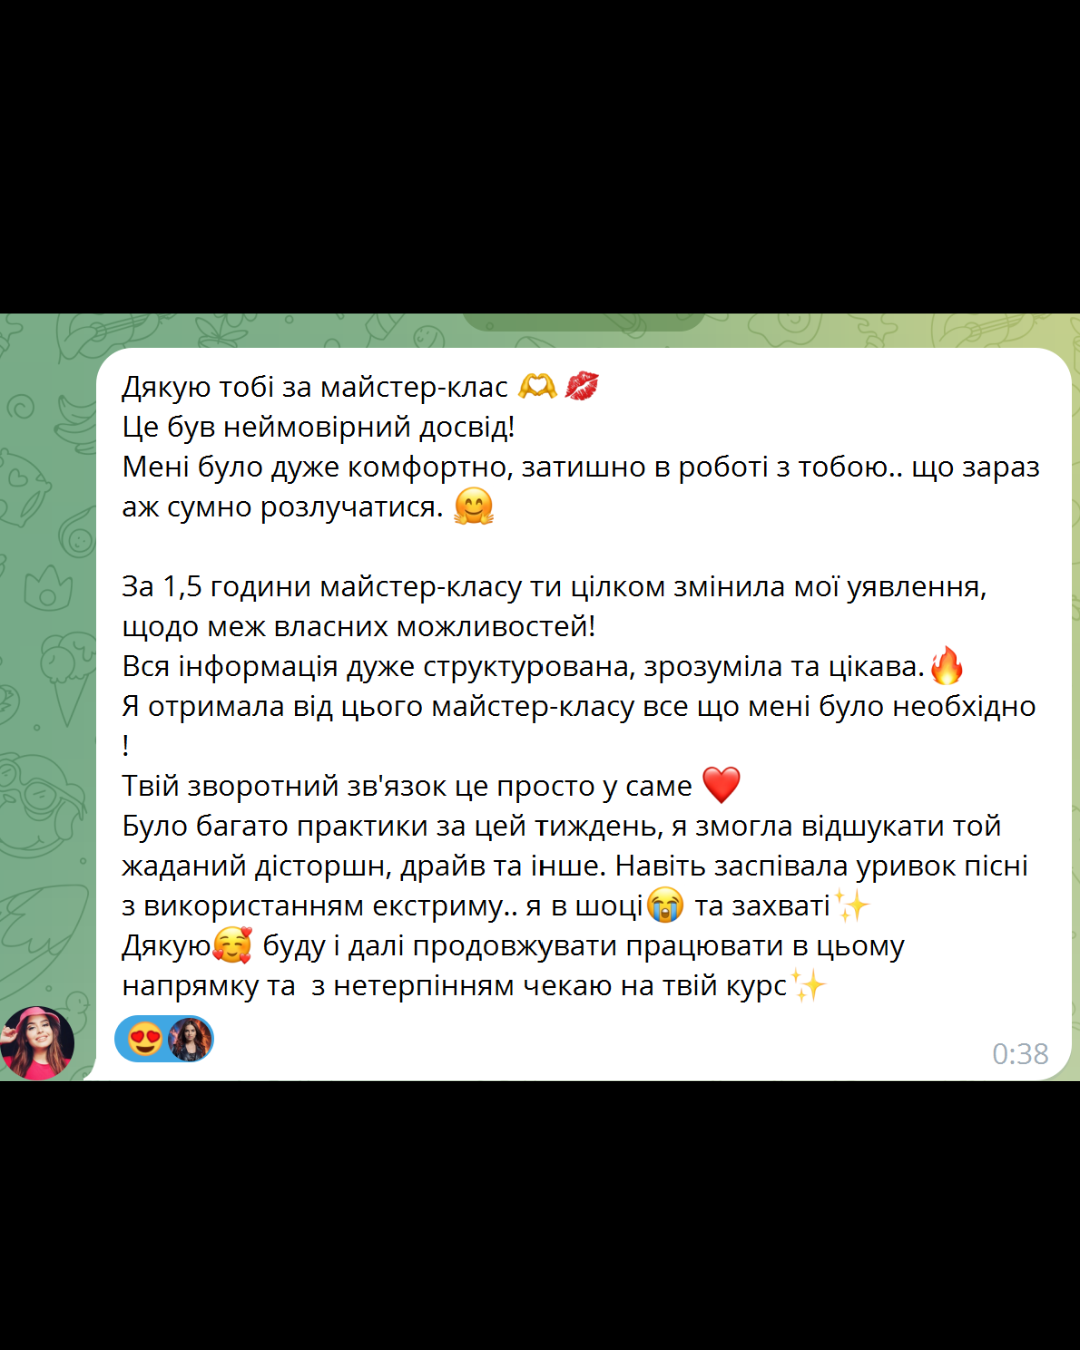 Дякую тобі за майстер-клас 🫶💋
Це був неймовірний досвід!
Мені було дуже комфортно, затишно в роботі з тобою.. що зараз
аж сумно розлучатися. 🤗
За 1,5 години майстер-класу ти цілком змінила мої уявлення,
щодо меж власних можливостей!
Вся інформація дуже структурована, зрозуміла та цікава.🔥
Я отримала від цього майстер-класу все що мені було необхідно
!
Твій зворотний зв'язок це просто у саме ❤️
Було багато практики за цей тиждень, я змогла відшукати той
жаданий дісторшн, драйв та інше. Навіть заспівала уривок пісні
з використанням екстриму.. я в шоці😭 та захваті✨
Дякую🥰 буду і далі продовжувати працювати в цьому
напрямку та  з нетерпінням чекаю на твій курс✨
0:38